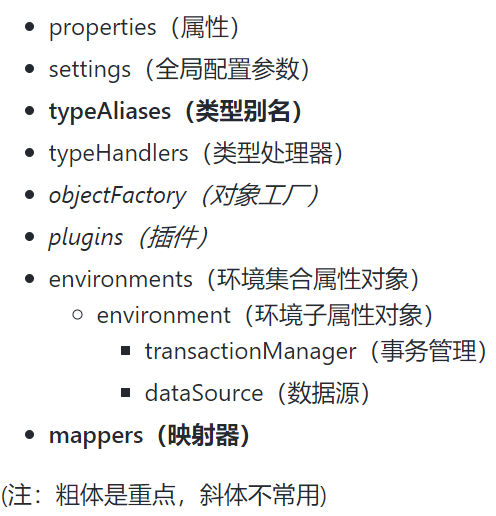 properties（属性）
settings（全局配置参数）
typeAliases（类型别名）
typeHandlers（类型处理器）
objectFactory（对象工厂）
plugins（插件）
environments（环境集合属性对象）
environment（环境子属性对象）
transactionManager（事务管理）
dataSource（数据源）
mappers（映射器）
(注：粗体是重点，斜体不常用)